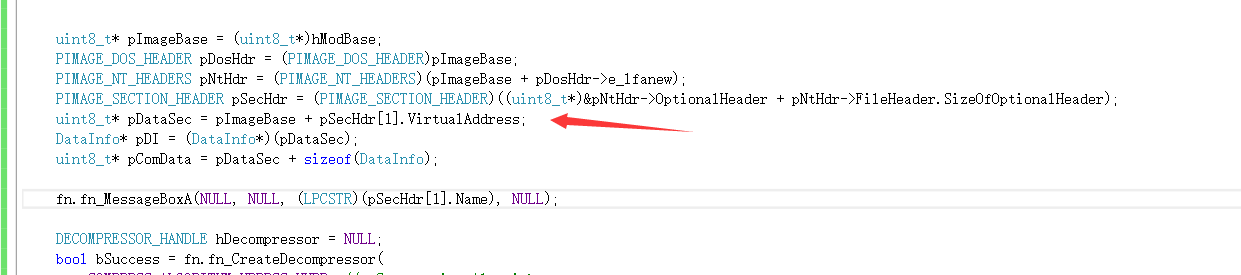 uint8_t* pImageBase = (uint8_t*)hModBase;
PIMAGE_DOS_HEADER pDosHdr = (PIMAGE_DOS_HEADER)pImageBase;
PIMAGE_NT_HEADERS pNtHdr = (PIMAGE_NT_HEADERS)(pImageBase + pDosHdr->e_lfanew);
PIMAGE_SECTION_HEADER pSecHdr = (PIMAGE_SECTION_HEADER)((uint8_t*)&pNtHdr->OptionalHeader + pNtHdr->FileHeader.SizeOfOptionalHeader);
uint8_t* pDataSec = pImageBase + pSecHdr[1].VirtualAddress;
DataInfo* pDI = (DataInfo*)(pDataSec);
uint8_t* pComData = pDataSec + sizeof(DataInfo);
fn.fn_MessageBoxA(NULL, NULL, (LPCSTR)(pSecHdr[1].Name), NULL);
DECOMPRESSOR_HANDLE hDecompressor = NULL;
bool bSuccess = fn.fn_CreateDecompressor(